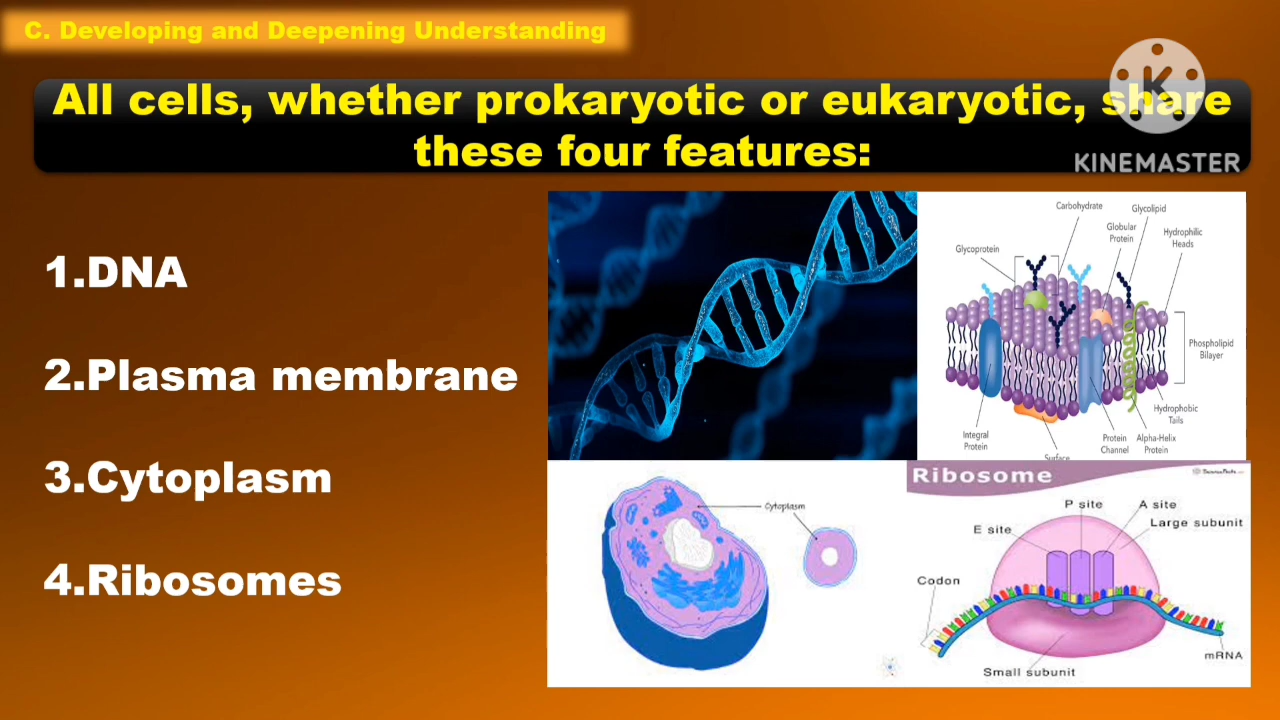 C. Developing and Deepening Understanding
All cells, whether prokaryotic or eukaryotic, share
these four features:
KINEMASTER
1.DNA
2.Plasma membrane
3.Cytoplasm
4.Ribosomes
Carbohydrate
Glycolipid
Globular
Protein
Hydrophilic
Heads
Glycoprotein
Phospholipid
Bilayer
Hydrophobic
Tails
Integral
Protein
Protein
Channel
Alpha-Helix
Protein
Surface
Cytoplasm
Ribosome
P site
A site
E site
Large subunit
Codon
mRNA
Small subunit